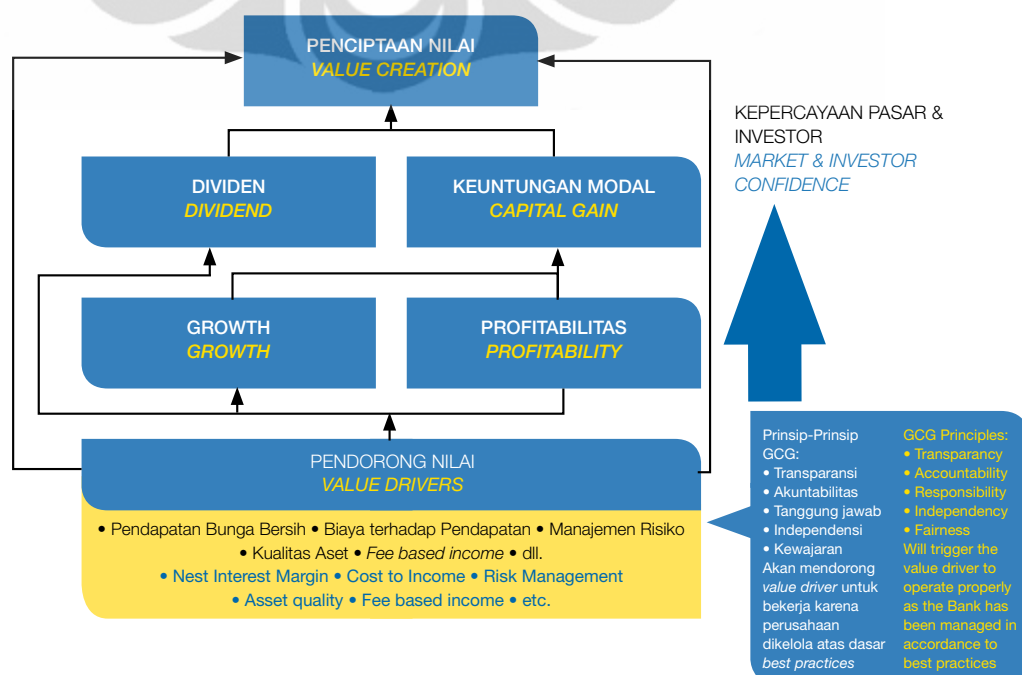 PENCIPTAAN NILAI
VALUE CREATION
KEPERCAYAAN PASAR &
INVESTOR
MARKET & INVESTOR
CONFIDENCE
DIVIDEN
DIVIDEND
KEUNTUNGAN MODAL
CAPITAL GAIN
GROWTH
GROWTH
PROFITABILITAS
PROFITABILITY
PENDORONG NILAI
VALUE DRIVERS
• Pendapatan Bunga Bersih • Biaya terhadap Pendapatan • Manajemen Risiko
• Kualitas Aset • Fee based income • dll.
• Nest Interest Margin • Cost to Income • Risk Management
• Asset quality • Fee based income • etc.
Prinsip-Prinsip
GCG:
• Transparansi
• Akuntabilitas
• Tanggung jawab
• Independensi
• Kewajaran
Akan mendorong
value driver untuk
bekerja karena
perusahaan
dikelola atas dasar
best practices
GCG Principles:
• Transparancy
• Accountability
• Responsibility
• Independency
• Fairness
Will trigger the
value driver to
operate properly
as the Bank has
been managed in
accordance to
best practices